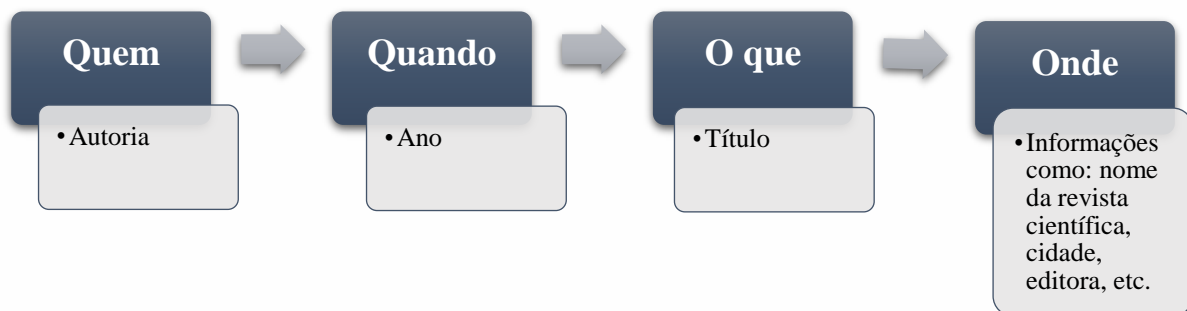 Quem
• Autoria
Quando
• Ano
O que
• Título
Onde
• Informações
como: nome
da revista
científica,
cidade,
editora, etc.